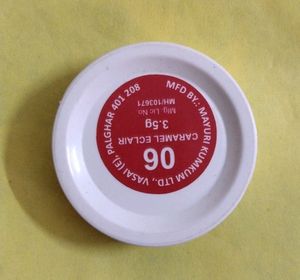 MFD BY.: MAYURI KUMKUM LTD., VASAI (E), PALGHAR 401 208
06
CARAMEL ECLAIR
3.5g
Mfg. Lic No
MH/103671